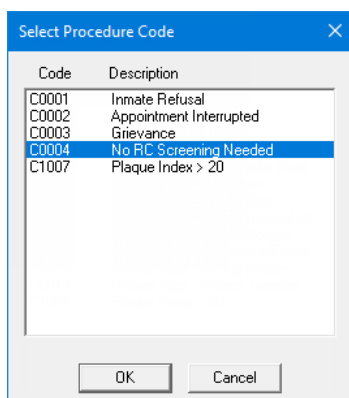 Select Procedure Code
Code Description
C0001 Inmate Refusal
C0002 Appointment Interrupted
C0003 Grievance
C0004 No RC Screening Needed
C1007 Plaque Index > 20
OK Cancel